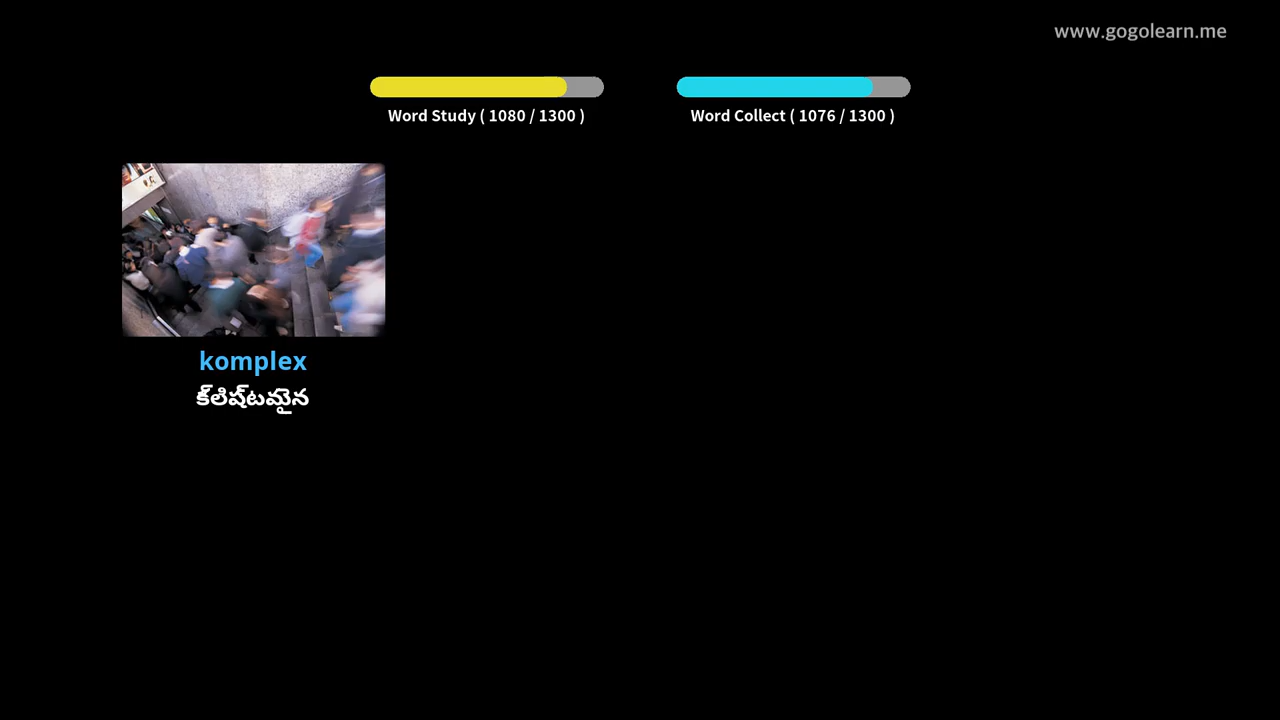 www.gogolearn.me
Word Study ( 1080 / 1300 )
Word Collect ( 1076 / 1300 )
komplex
క్‌లిష్‌టమైన